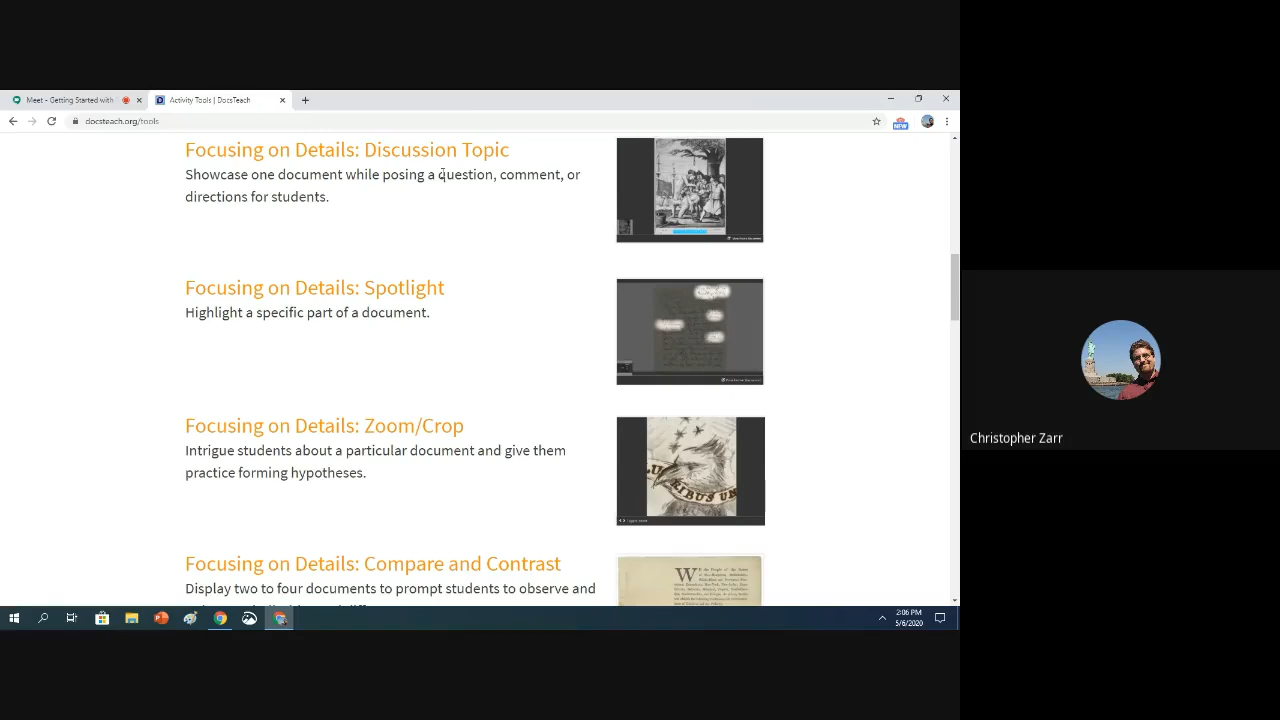 Meet - Getting Started with
Activity Tools | DocsTeach
docsteach.org/tools
NEW
Focusing on Details: Discussion Topic
Showcase one document while posing a question, comment, or
directions for students.
Focusing on Details: Spotlight
Highlight a specific part of a document.
Focusing on Details: Zoom/Crop
Intrigue students about a particular document and give them
practice forming hypotheses.
RIBUS UN
Focusing on Details: Compare and Contrast
Display two to four documents to prompt students to observe and
Christopher Zarr
2:06 PM
5/6/2020